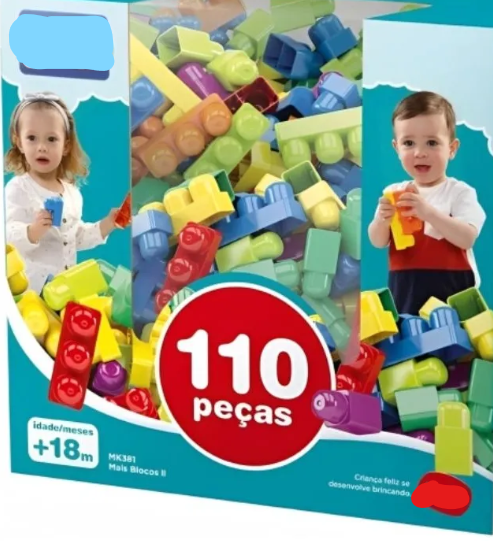 110
peças
idade/meses
+18m
MK381
Mais Blocos II
Criança feliz se
desenvolve brincando